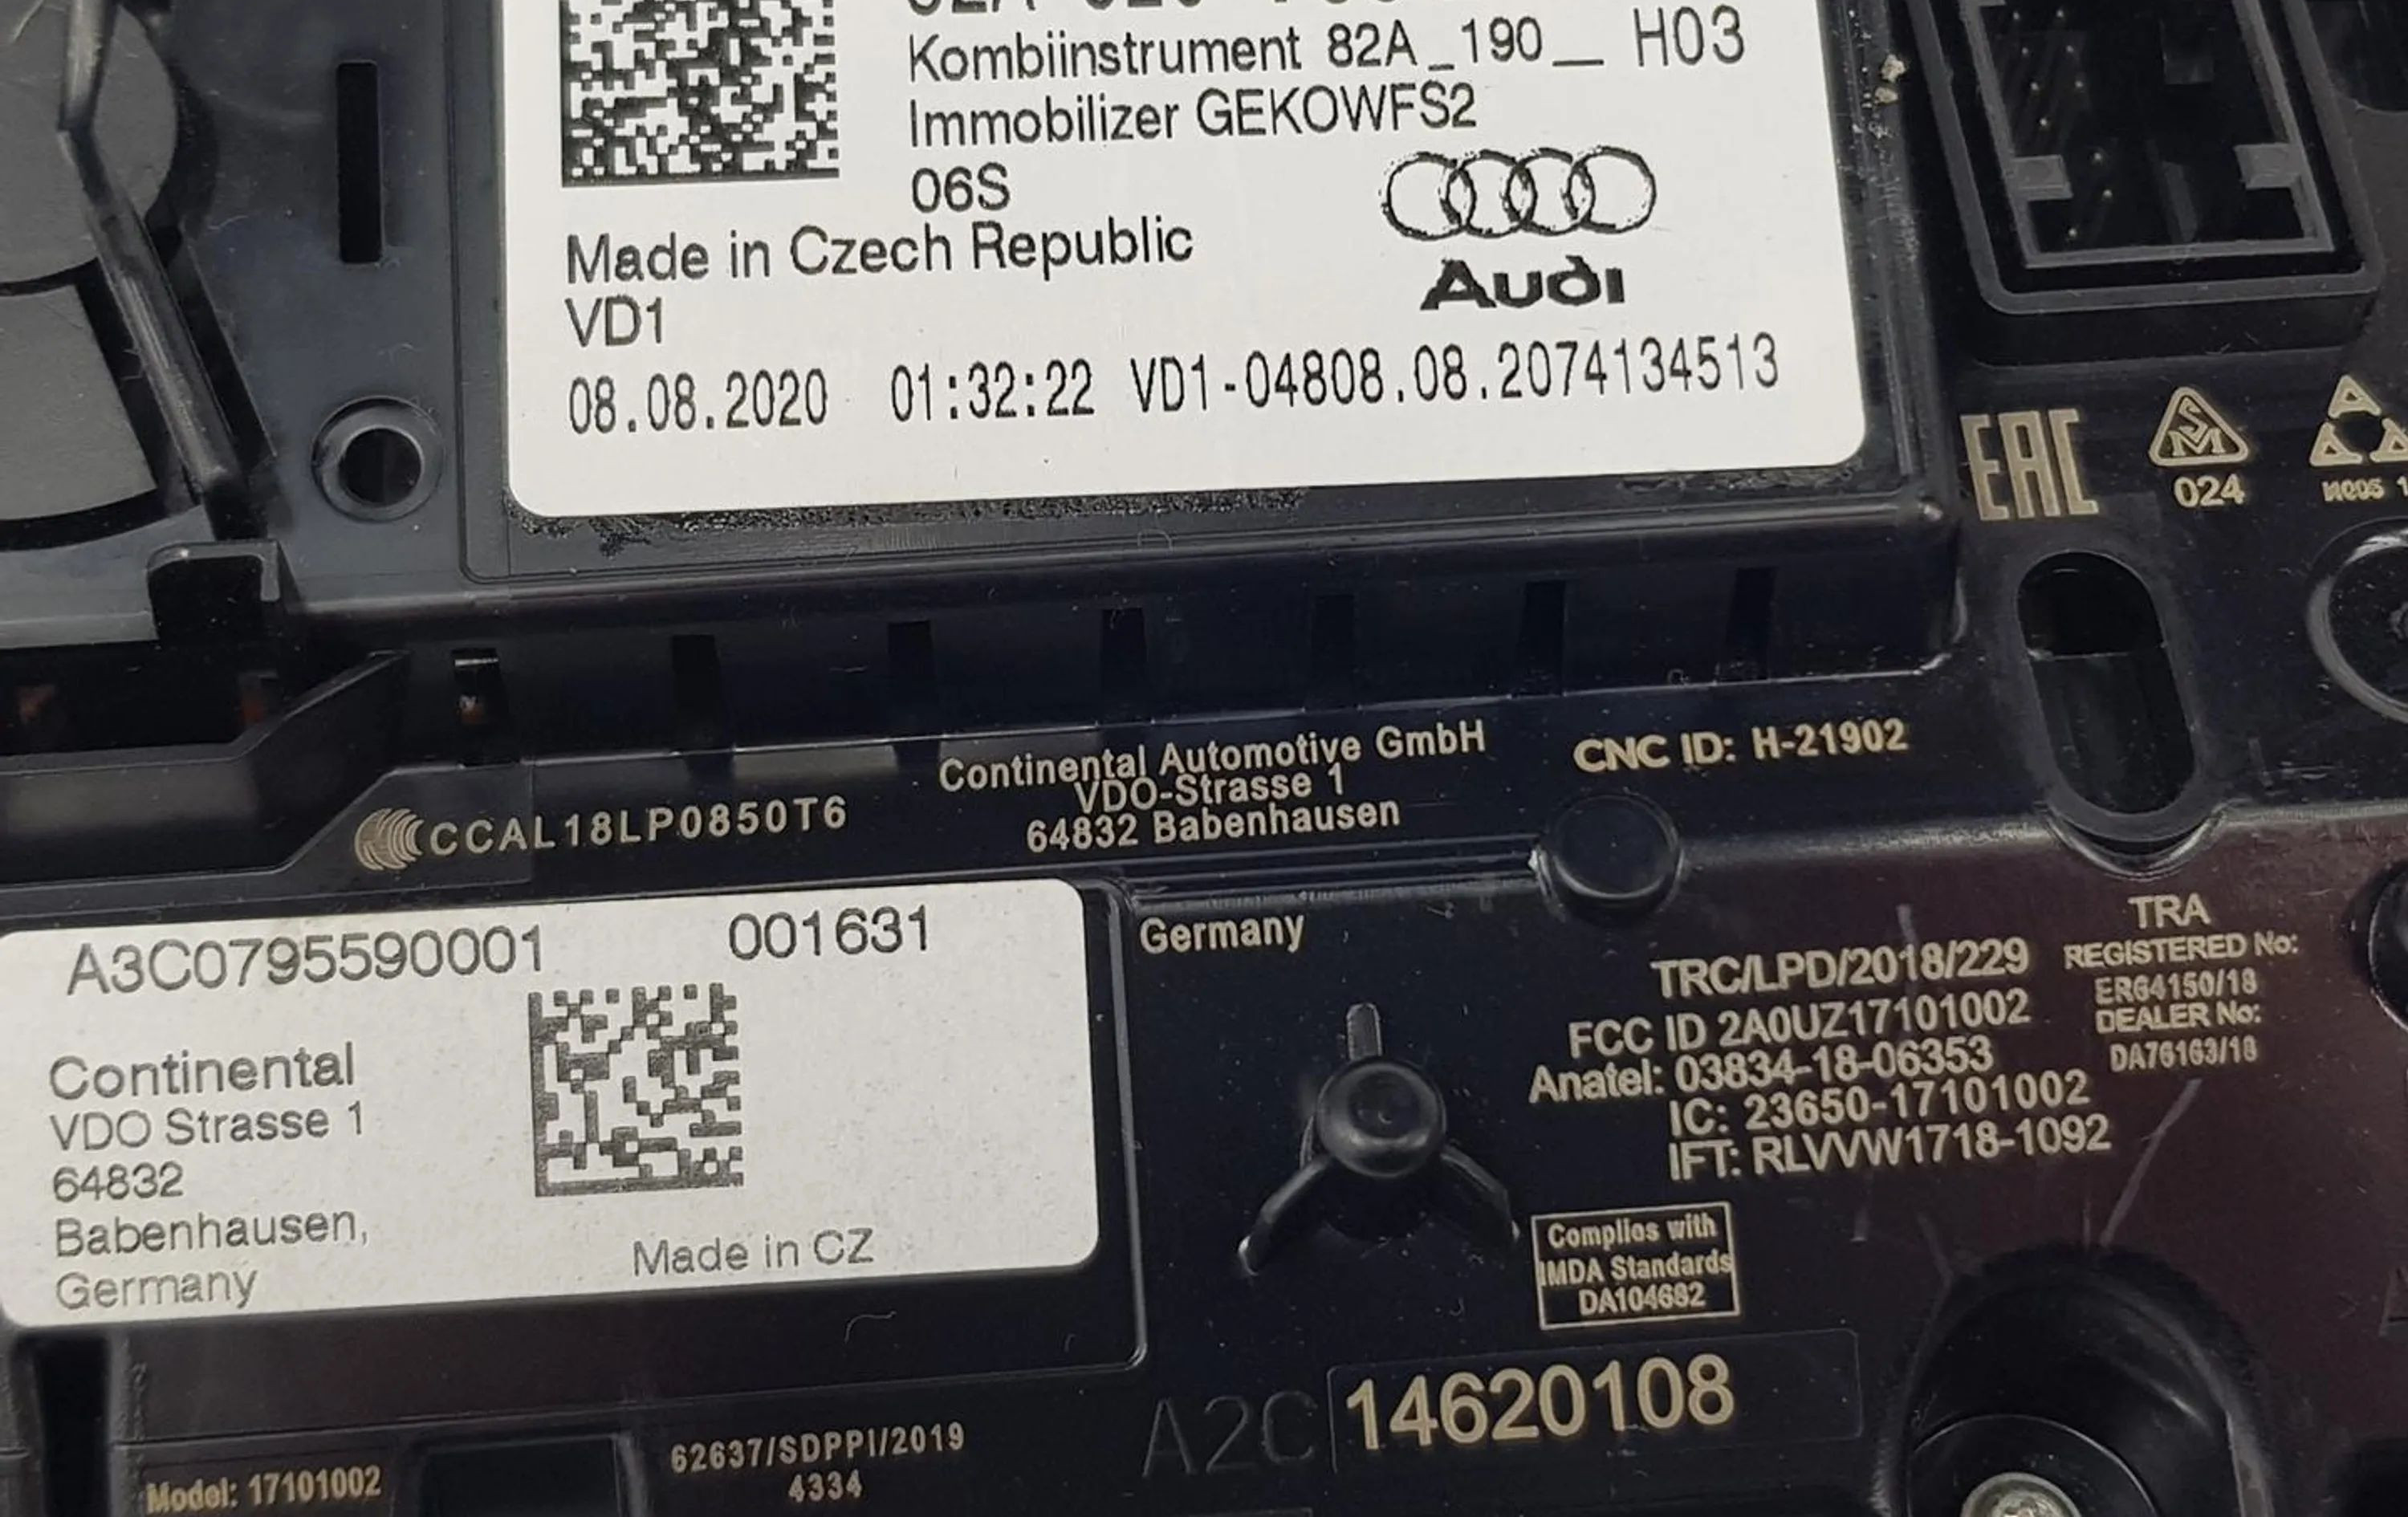 Kombiinstrument 82A_190__ H03
Immobilizer GEKOWFS2
06S
Made in Czech Republic
VD1
Audi
08.08.2020 01:32:22 VD1-04808.08.2074134513
EAC
SM
024
CCAL18LP0850T6
Continental Automotive GmbH
VDO-Strasse 1
64832 Babenhausen
Germany
CNC ID: H-21902
A3C0795590001 001631
Continental
VDO Strasse 1
64832
Babenhausen,
Germany
Made in CZ
TRC/LPD/2018/229
FCC ID 2A0UZ17101002
Anatel: 03834-18-06353
IC: 23650-17101002
IFT: RLVVW1718-1092
TRA
REGISTERED No:
ER64150/18
DEALER No:
DA76163/18
Complies with
IMDA Standards
DA104682
A2C 14620108
62637/SDPPI/2019
4334
Model: 17101002